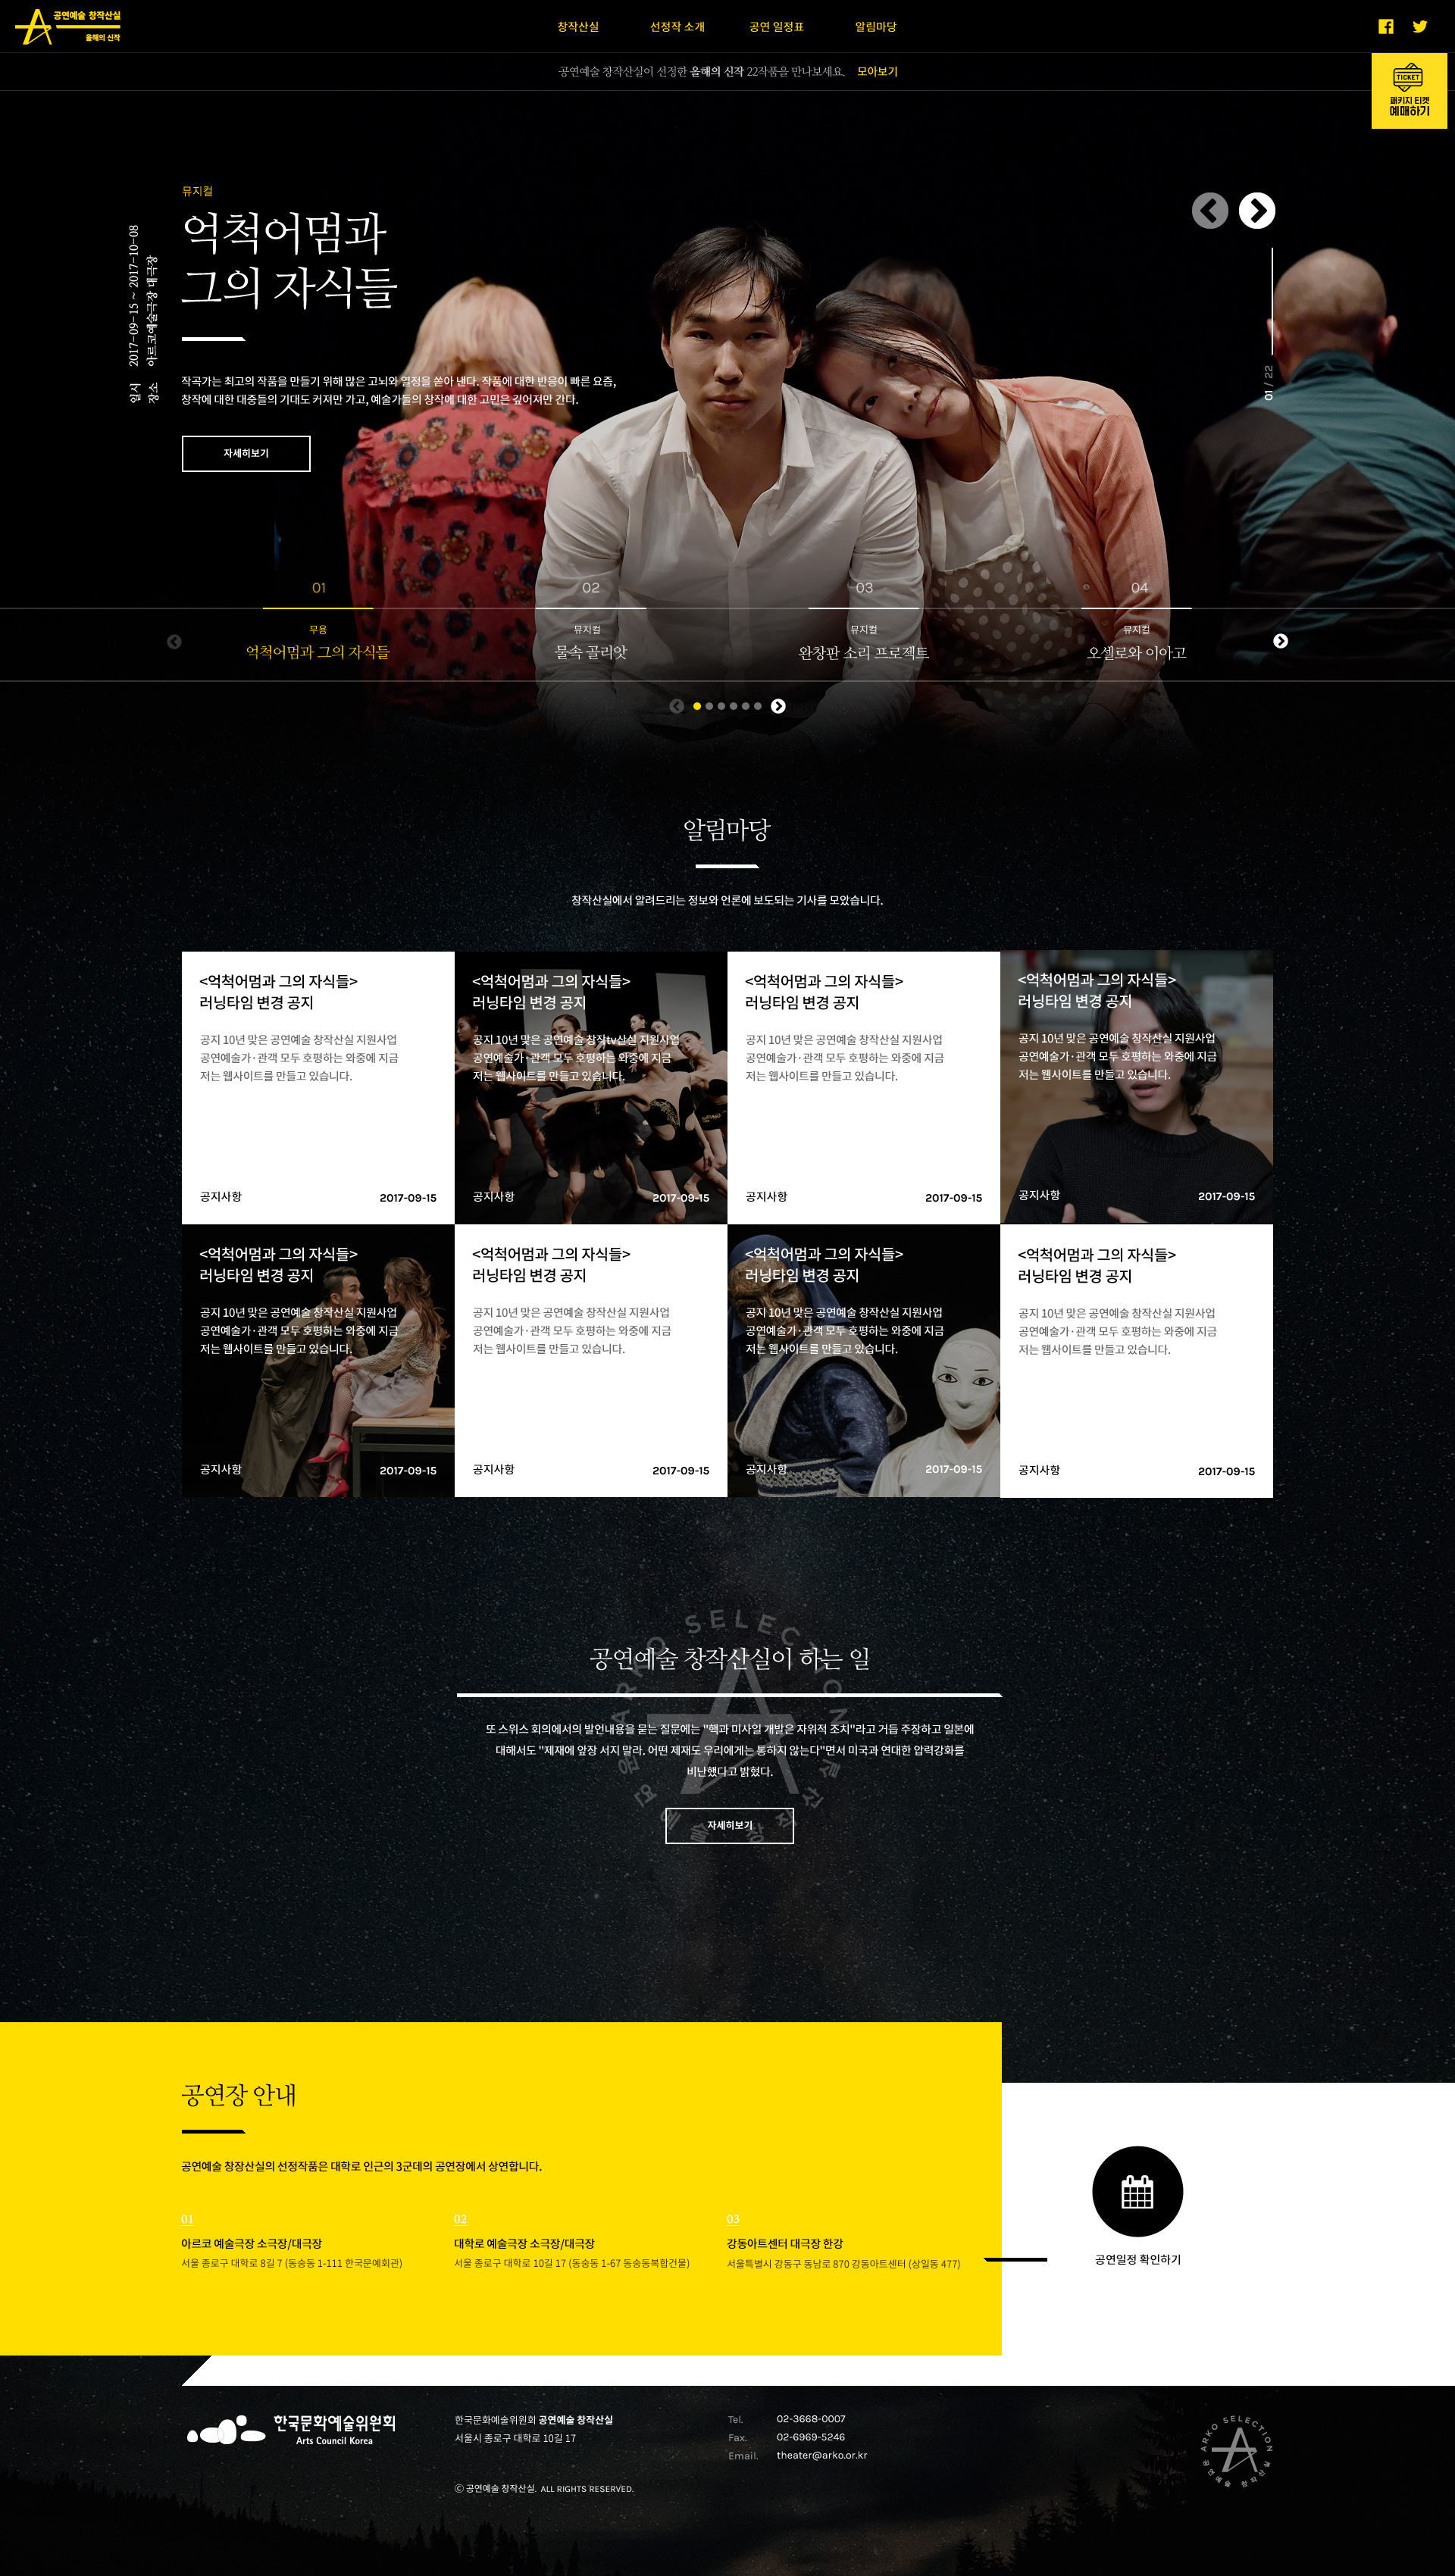 공연예술 창작산실
올해의 신작
창작산실
선정작 소개
공연 일정표
알림마당
공연예술 창작산실이 선정한 올해의 신작 22작품을 만나보세요. 모아보기
TICKET
패키지 티켓
예매하기
뮤지컬
억척어멈과
그의 자식들
일시 2017-09-15 ~ 2017-10-08
장소 아르코예술극장 대극장
작곡가는 최고의 작품을 만들기 위해 많은 고뇌와 열정을 쏟아 낸다. 작품에 대한 반응이 빠른 요즘,
창작에 대한 대중들의 기대도 커져만 가고, 예술가들의 창작에 대한 고민은 깊어져만 간다.
자세히보기
01 / 22
01
무용
억척어멈과 그의 자식들
02
뮤지컬
물속 골리앗
03
뮤지컬
완창판 소리 프로젝트
04
뮤지컬
오셀로와 이아고
알림마당
창작산실에서 알려드리는 정보와 언론에 보도되는 기사를 모았습니다.
<억척어멈과 그의 자식들>
러닝타임 변경 공지
공지 10년 맞은 공연예술 창작산실 지원사업
공연예술가·관객 모두 호평하는 와중에 지금
저는 웹사이트를 만들고 있습니다.
공지사항 2017-09-15
<억척어멈과 그의 자식들>
러닝타임 변경 공지
공지 10년 맞은 공연예술 창작tv산실 지원사업
공연예술가·관객 모두 호평하는 와중에 지금
저는 웹사이트를 만들고 있습니다.
공지사항 2017-09-15
<억척어멈과 그의 자식들>
러닝타임 변경 공지
공지 10년 맞은 공연예술 창작산실 지원사업
공연예술가·관객 모두 호평하는 와중에 지금
저는 웹사이트를 만들고 있습니다.
공지사항 2017-09-15
<억척어멈과 그의 자식들>
러닝타임 변경 공지
공지 10년 맞은 공연예술 창작산실 지원사업
공연예술가·관객 모두 호평하는 와중에 지금
저는 웹사이트를 만들고 있습니다.
공지사항 2017-09-15
<억척어멈과 그의 자식들>
러닝타임 변경 공지
공지 10년 맞은 공연예술 창작산실 지원사업
공연예술가·관객 모두 호평하는 와중에 지금
저는 웹사이트를 만들고 있습니다.
공지사항 2017-09-15
<억척어멈과 그의 자식들>
러닝타임 변경 공지
공지 10년 맞은 공연예술 창작산실 지원사업
공연예술가·관객 모두 호평하는 와중에 지금
저는 웹사이트를 만들고 있습니다.
공지사항 2017-09-15
<억척어멈과 그의 자식들>
러닝타임 변경 공지
공지 10년 맞은 공연예술 창작산실 지원사업
공연예술가·관객 모두 호평하는 와중에 지금
저는 웹사이트를 만들고 있습니다.
공지사항 2017-09-15
<억척어멈과 그의 자식들>
러닝타임 변경 공지
공지 10년 맞은 공연예술 창작산실 지원사업
공연예술가·관객 모두 호평하는 와중에 지금
저는 웹사이트를 만들고 있습니다.
공지사항 2017-09-15
ARKO SELECTION
공연예술 창작산실
공연예술 창작산실이 하는 일
또 스위스 회의에서의 발언내용을 묻는 질문에는 "핵과 미사일 개발은 자위적 조치"라고 거듭 주장하고 일본에
대해서도 "제재에 앞장 서지 말라. 어떤 제재도 우리에게는 통하지 않는다"면서 미국과 연대한 압력강화를
비난했다고 밝혔다.
자세히보기
공연장 안내
공연예술 창장산실의 선정작품은 대학로 인근의 3군데의 공연장에서 상연합니다.
01
아르코 예술극장 소극장/대극장
서울 종로구 대학로 8길 7 (동숭동 1-111 한국문예회관)
02
대학로 예술극장 소극장/대극장
서울 종로구 대학로 10길 17 (동숭동 1-67 동숭동복합건물)
03
강동아트센터 대극장 한강
서울특별시 강동구 동남로 870 강동아트센터 (상일동 477)
공연일정 확인하기
한국문화예술위원회
Arts Council Korea
한국문화예술위원회 공연예술 창작산실
서울시 종로구 대학로 10길 17
ⓒ 공연예술 창작산실. ALL RIGHTS RESERVED.
Tel. 02-3668-0007
Fax. 02-6969-5246
Email. theater@arko.or.kr
ARKO SELECTION
공연예술 창작산실